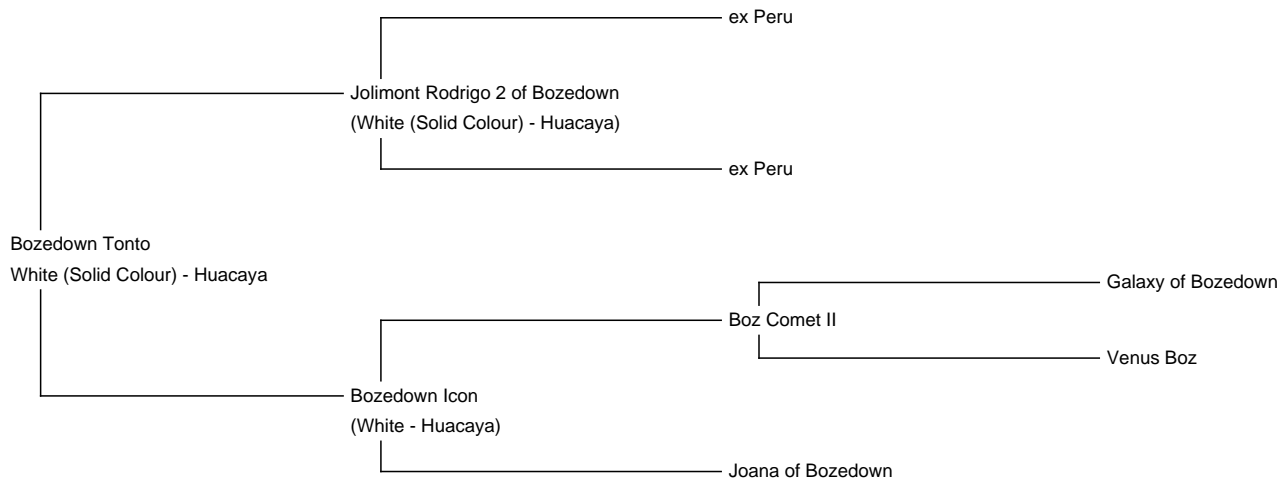 ex Peru
Jolimont Rodrigo 2 of Bozedown
(White (Solid Colour) - Huacaya)
ex Peru
Bozedown Tonto
White (Solid Colour) - Huacaya
Galaxy of Bozedown
Boz Comet II
Venus Boz
Bozedown Icon
(White - Huacaya)
Joana of Bozedown